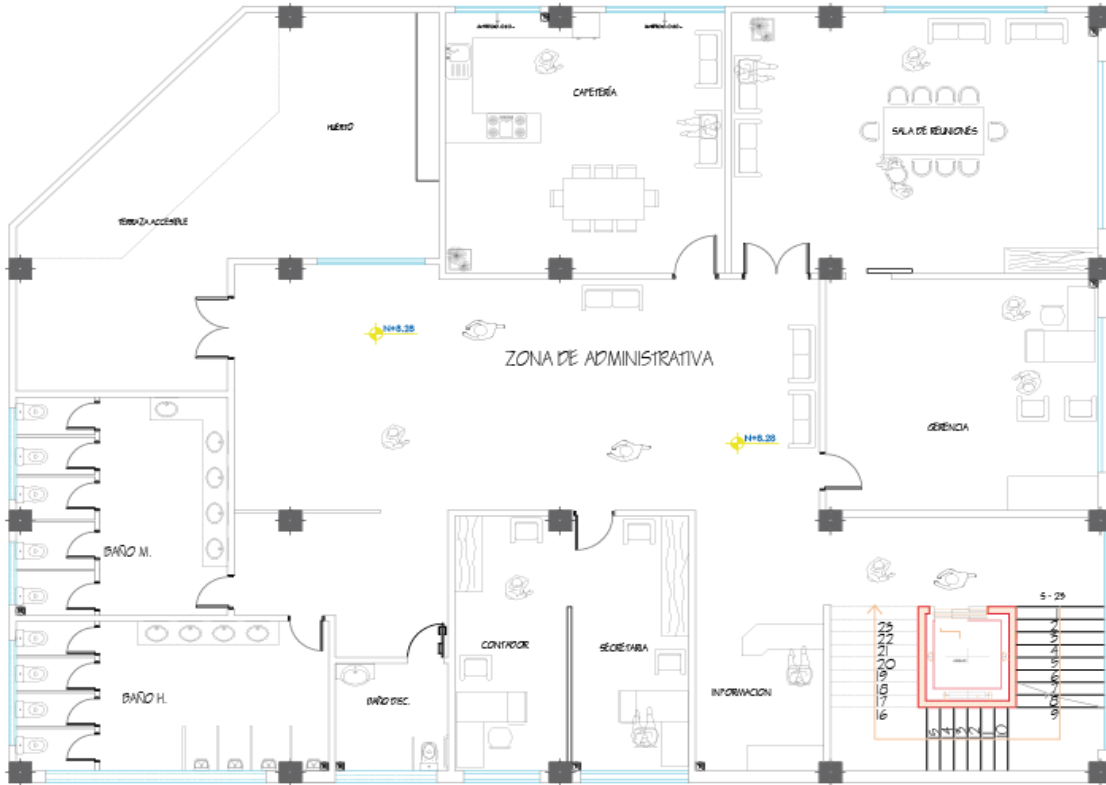 CAFETERÍA
HUERTO
SALA DE REUNIONES
TERRAZA ACCESIBLE
N+8.28
ZONA DE ADMINISTRATIVA
N+8.28
GERENCIA
BAÑO M.
S - 23
CONTADOR
SECRETARIA
INFORMACION
BAÑO H.
BAÑO DISC.
23
22
21
20
19
18
17
16
2
3
4
5
6
7
8
9